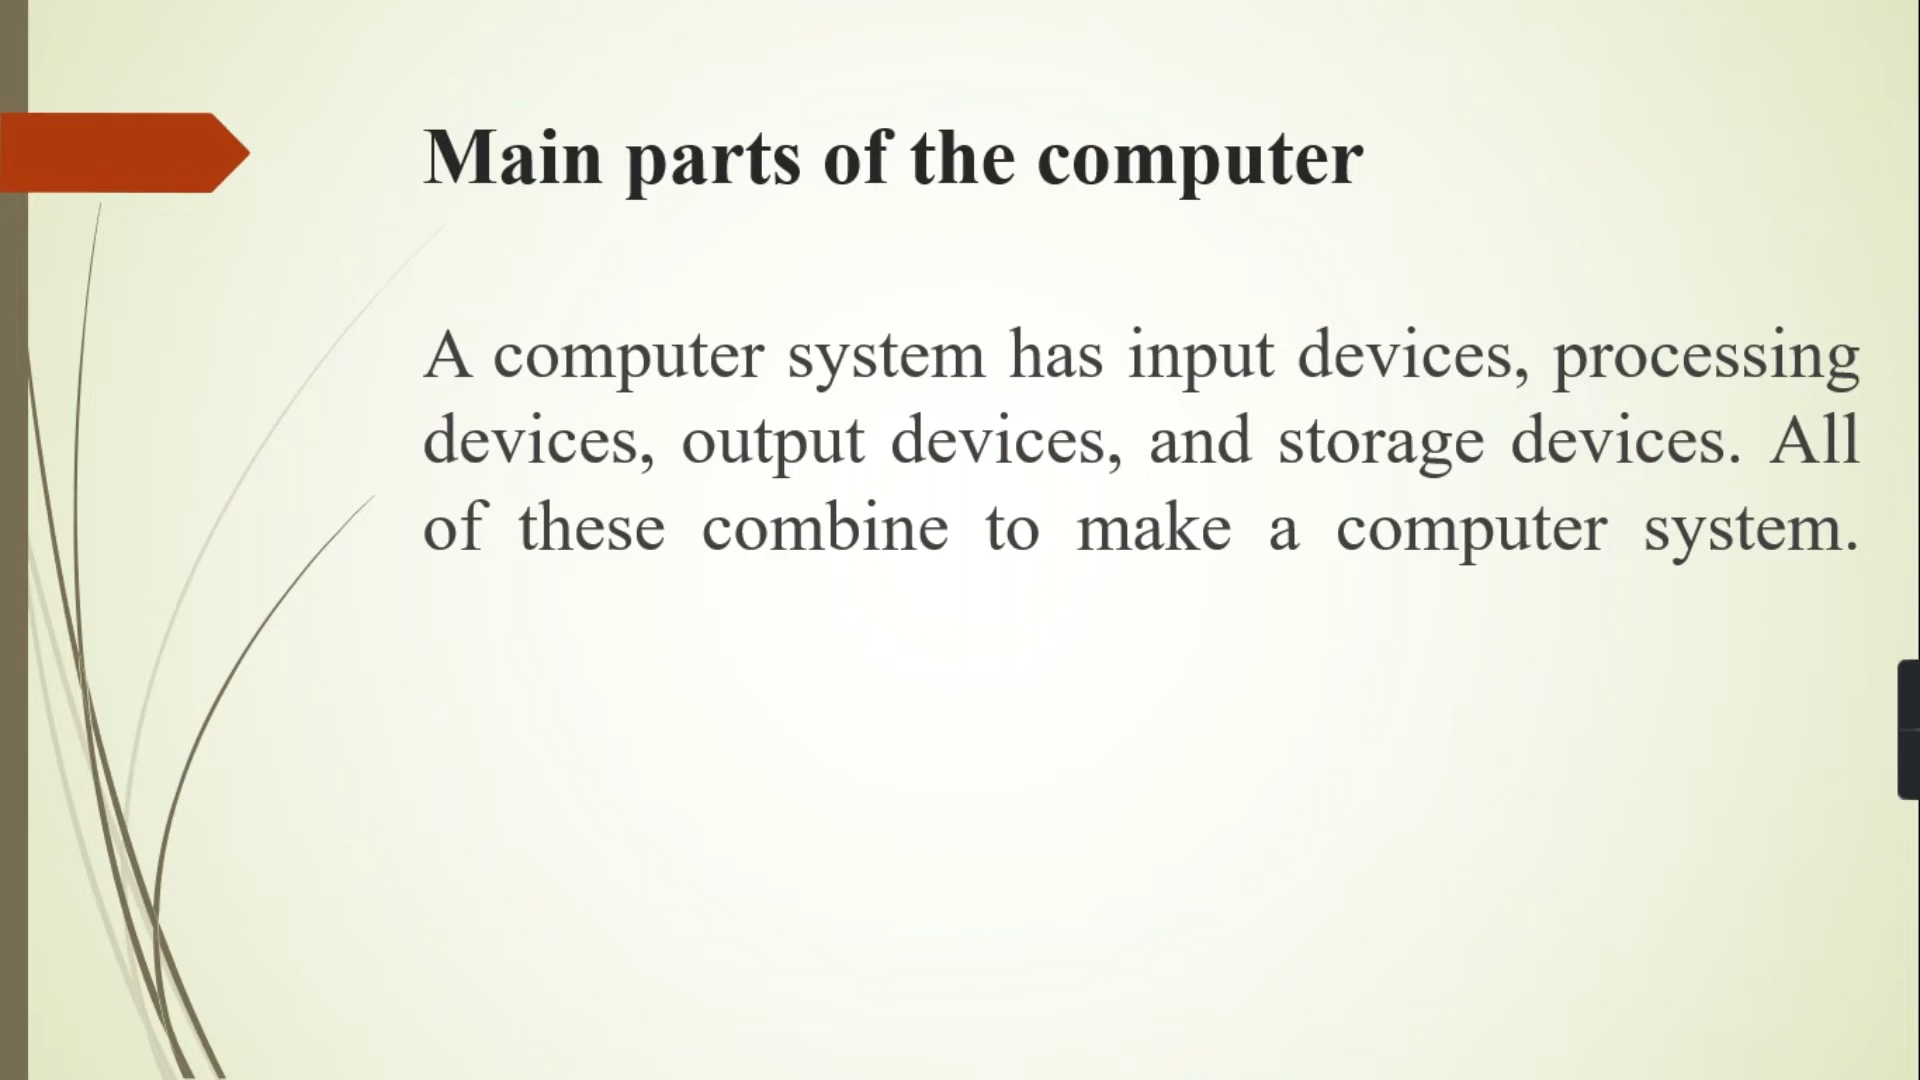 Main parts of the computer
A computer system has input devices, processing
devices, output devices, and storage devices. All
of these combine to make a computer system.